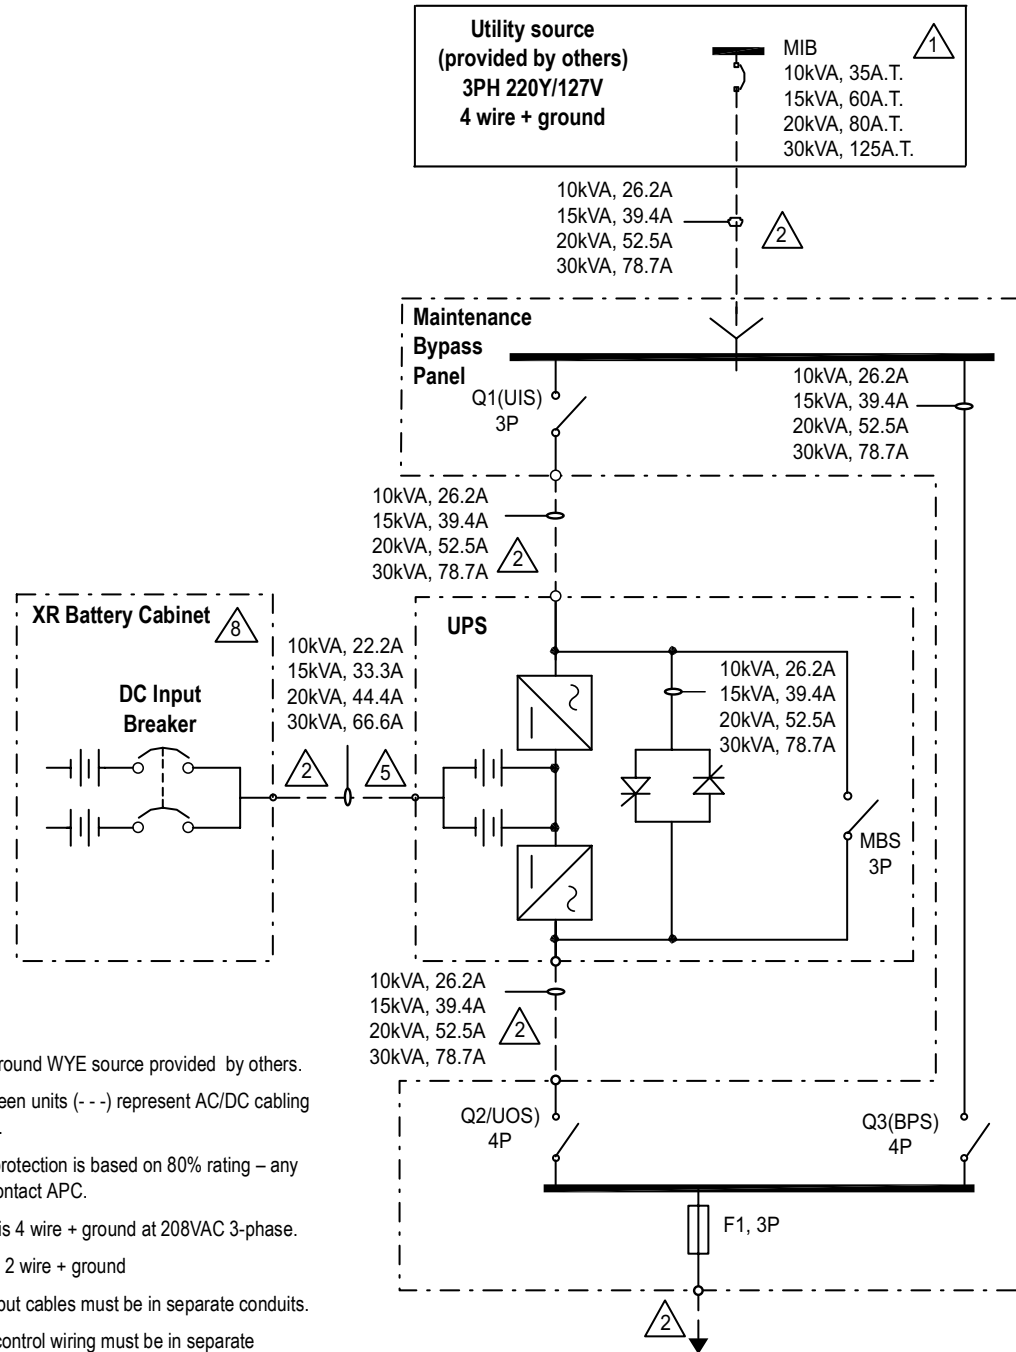 Utility source
(provided by others)
3PH 220Y/127V
4 wire + ground
MIB
10kVA, 35A.T.
15kVA, 60A.T.
20kVA, 80A.T.
30kVA, 125A.T.
1
10kVA, 26.2A
15kVA, 39.4A
20kVA, 52.5A
30kVA, 78.7A
2
Maintenance
Bypass
Panel
Q1(UIS)
3P
10kVA, 26.2A
15kVA, 39.4A
20kVA, 52.5A
30kVA, 78.7A
10kVA, 26.2A
15kVA, 39.4A
20kVA, 52.5A
30kVA, 78.7A
2
XR Battery Cabinet
8
DC Input
Breaker
10kVA, 22.2A
15kVA, 33.3A
20kVA, 44.4A
30kVA, 66.6A
2
5
UPS
10kVA, 26.2A
15kVA, 39.4A
20kVA, 52.5A
30kVA, 78.7A
MBS
3P
10kVA, 26.2A
15kVA, 39.4A
20kVA, 52.5A
30kVA, 78.7A
2
Q2/UOS)
4P
Q3(BPS)
4P
F1, 3P
2
round WYE source provided by others.
een units (- - -) represent AC/DC cabling
.
protection is based on 80% rating – any
ontact APC.
is 4 wire + ground at 208VAC 3-phase.
2 wire + ground
out cables must be in separate conduits.
control wiring must be in separate